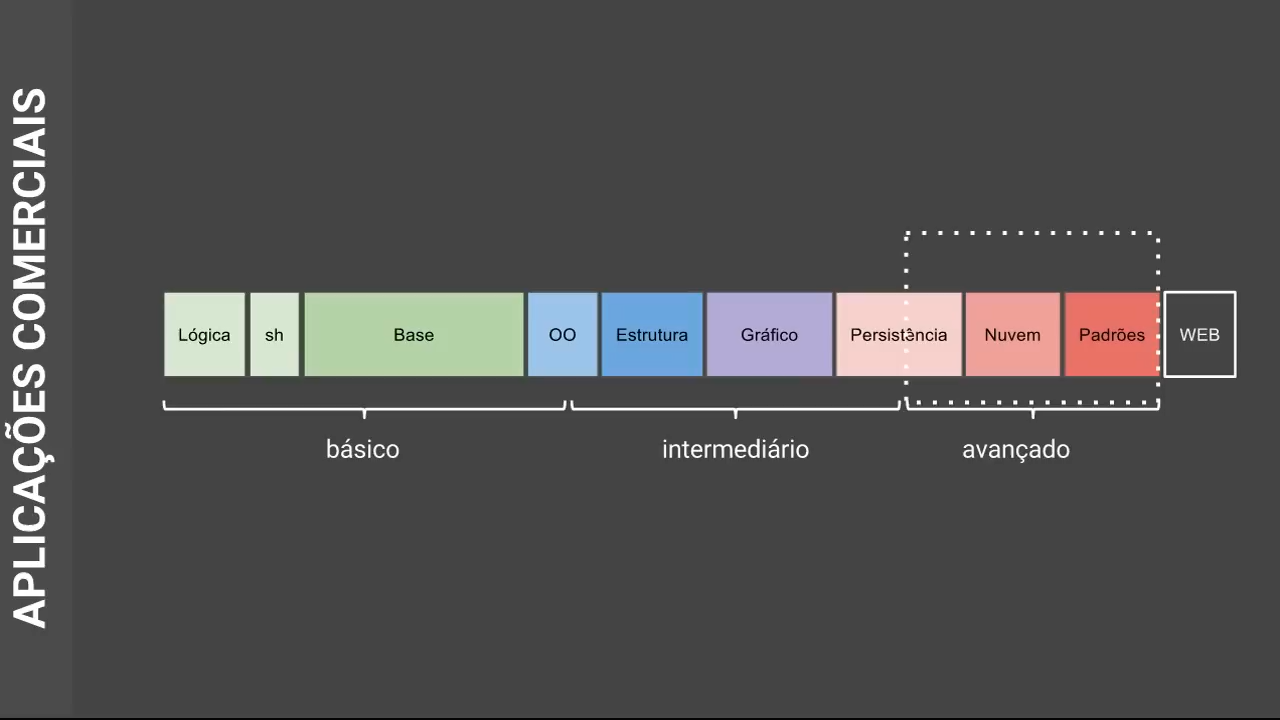 APLICAÇÕES COMERCIAIS
Lógica sh Base OO Estrutura Gráfico Persistência Nuvem Padrões WEB
básico intermediário avançado